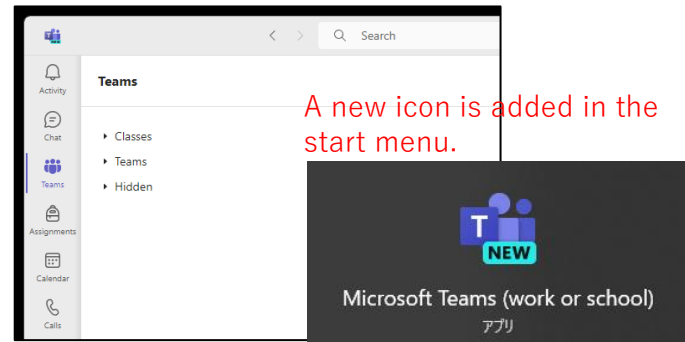 Search
Activity
Chat
Teams
Assignments
Calendar
Calls
Teams
Classes
Teams
Hidden
A new icon is added in the
start menu.
T
NEW
Microsoft Teams (work or school)
アプリ